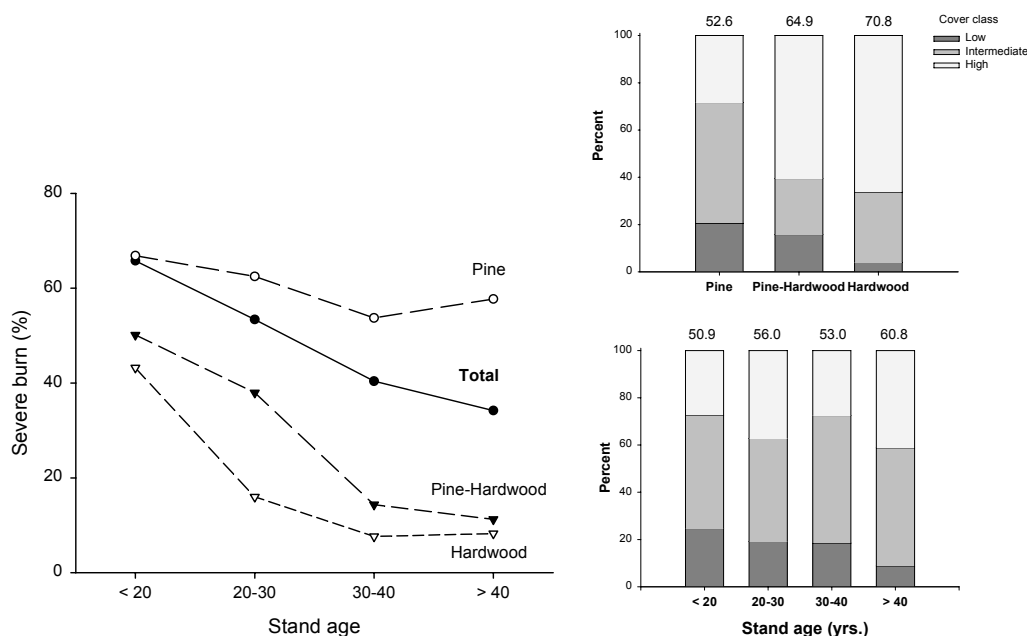 80
60
40
20
0
Severe burn (%)
Pine
Total
Pine-Hardwood
Hardwood
< 20 20-30 30-40 > 40
Stand age
52.6 64.9 70.8
Cover class
Low
Intermediate
High
100
80
60
40
20
0
Percent
Pine Pine-Hardwood Hardwood
50.9 56.0 53.0 60.8
100
80
60
40
20
0
Percent
< 20 20-30 30-40 > 40
Stand age (yrs.)